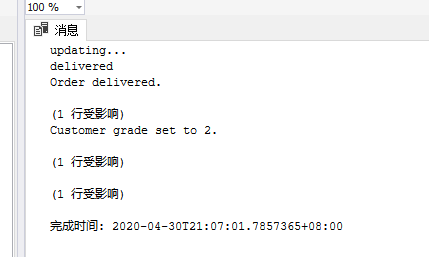 100 %
消息
updating...
delivered
Order delivered.
(1 行受影响)
Customer grade set to 2.
(1 行受影响)
(1 行受影响)
完成时间: 2020-04-30T21:07:01.7857365+08:00